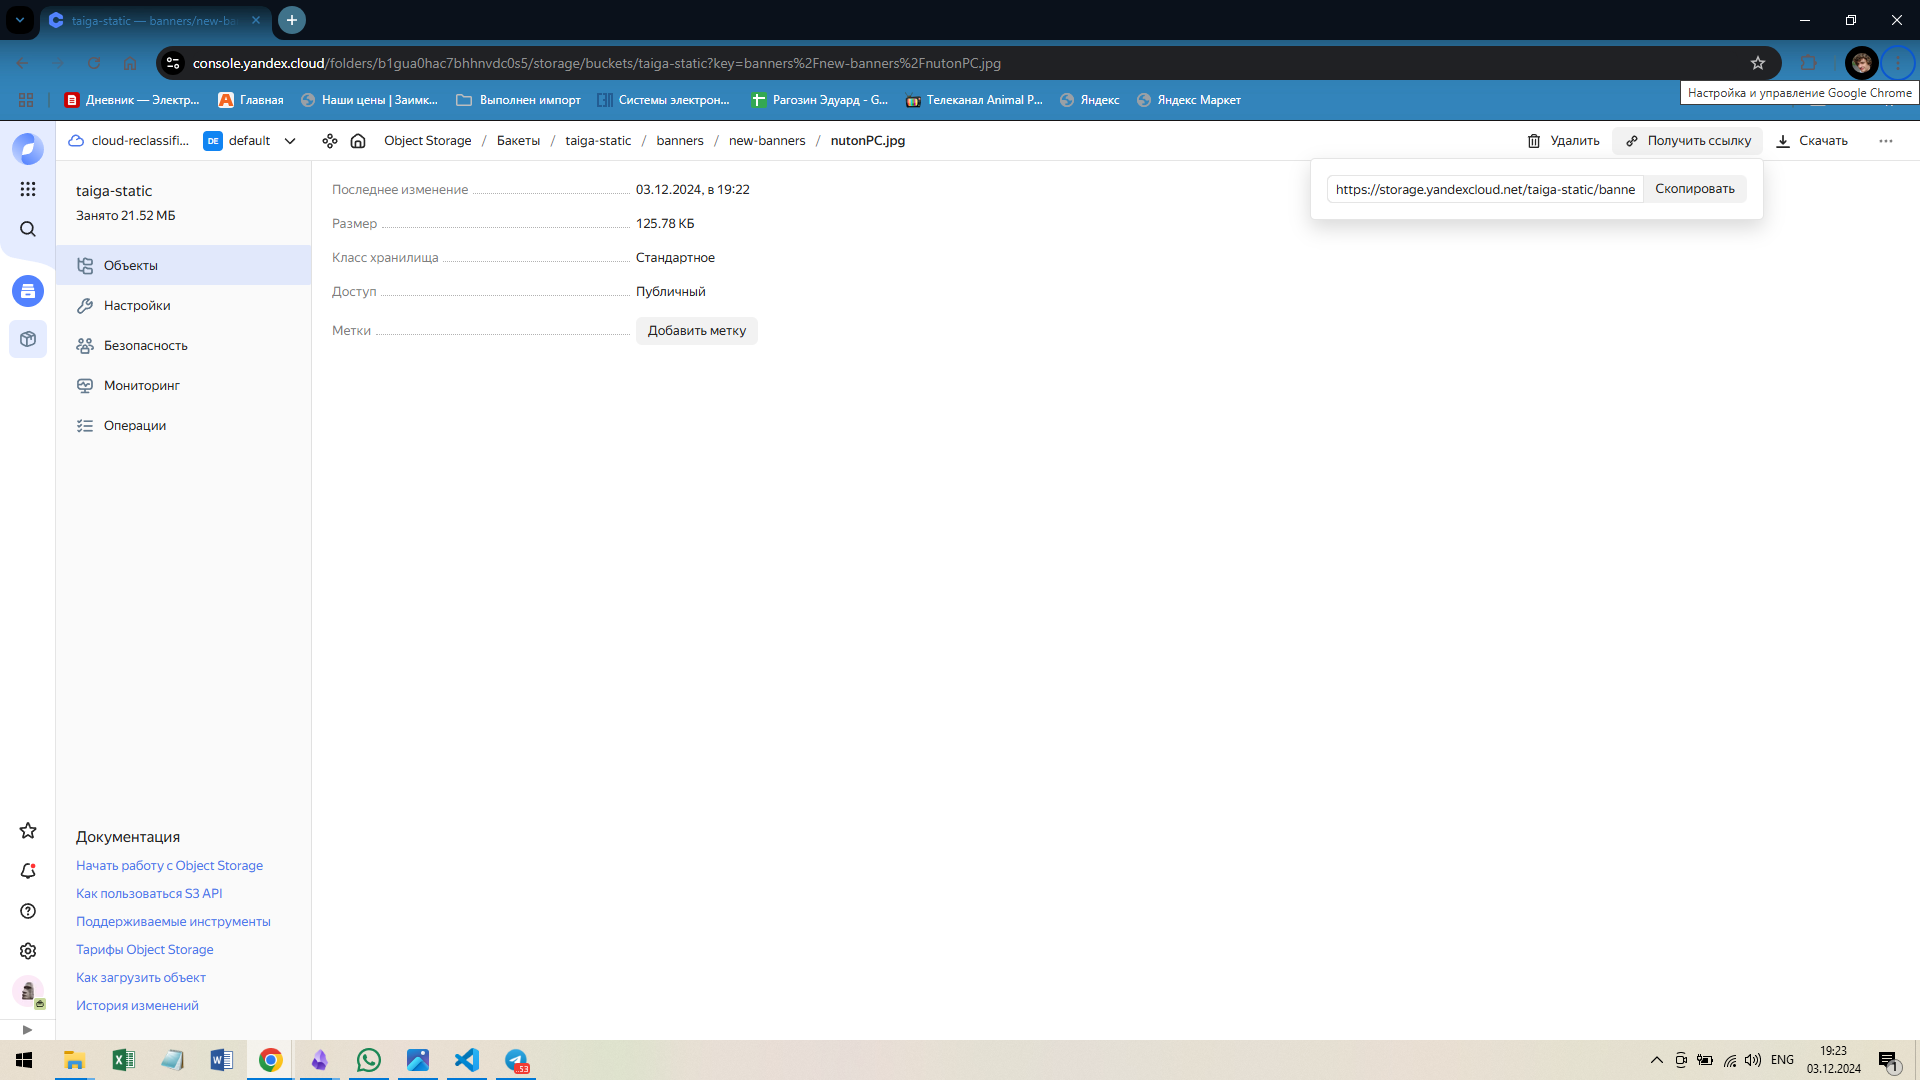 taiga-static — banners/new-ba
console.yandex.cloud/folders/b1gua0hac7bhhnvdc0s5/storage/buckets/taiga-static?key=banners%2Fnew-banners%2FnutonPC.jpg
Дневник — Электр...
Главная
Наши цены | Заимк...
Выполнен импорт
Системы электрон...
Рагозин Эдуард - G...
Телеканал Animal P...
Яндекс
Яндекс Маркет
Настройка и управление Google Chrome
cloud-reclassifi...
DE default
Object Storage / Бакеты / taiga-static / banners / new-banners / nutonPC.jpg
Удалить
Получить ссылку
Скачать
https://storage.yandexcloud.net/taiga-static/banne
Скопировать
taiga-static
Занято 21.52 МБ
Объекты
Настройки
Безопасность
Мониторинг
Операции
Последнее изменение 03.12.2024, в 19:22
Размер 125.78 КБ
Класс хранилища Стандартное
Доступ Публичный
Метки Добавить метку
Документация
Начать работу с Object Storage
Как пользоваться S3 API
Поддерживаемые инструменты
Тарифы Object Storage
Как загрузить объект
История изменений
53
ENG
19:23
03.12.2024
1